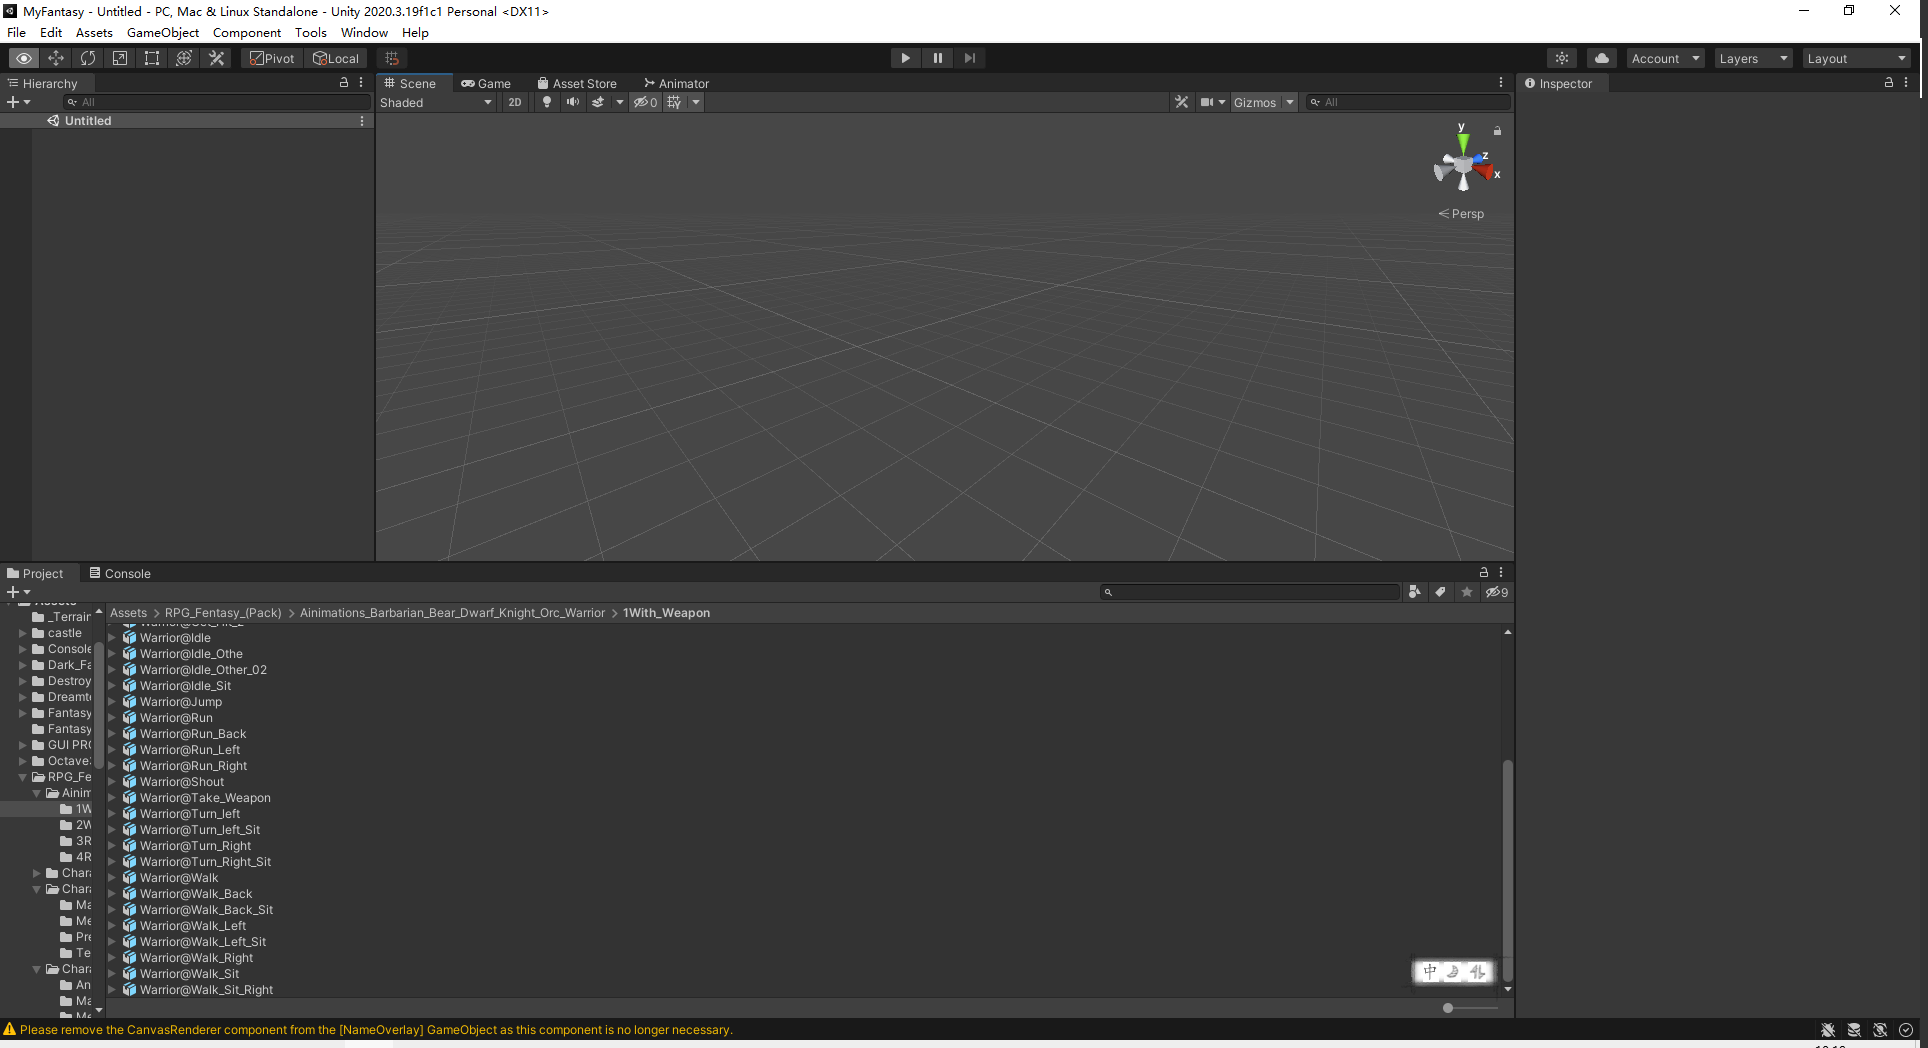 MyFantasy - Untitled - PC, Mac & Linux Standalone - Unity 2020.3.19f1c1 Personal <DX11>
File Edit Assets GameObject Component Tools Window Help
Pivot Local Account Layers Layout
Hierarchy
All
Untitled
Scene Game Asset Store Animator
Shaded 2D 0 Gizmos All
y
z
x
Persp
Inspector
Project Console
9
Assets > RPG_Fentasy_(Pack) > Ainimations_Barbarian_Bear_Dwarf_Knight_Orc_Warrior > 1With_Weapon
Assets
_Terrain
castle
Console
Dark_Fa
Destroy
Dreamte
Fantasy
Fantasy
GUI PRO
Octave
RPG_Fe
Ainim
1W
2W
3R
4R
Chara
Chara
Ma
Me
Pre
Te
Chara
An
Ma
Me
Warrior@Idle
Warrior@Idle_Othe
Warrior@Idle_Other_02
Warrior@Idle_Sit
Warrior@Jump
Warrior@Run
Warrior@Run_Back
Warrior@Run_Left
Warrior@Run_Right
Warrior@Shout
Warrior@Take_Weapon
Warrior@Turn_left
Warrior@Turn_left_Sit
Warrior@Turn_Right
Warrior@Turn_Right_Sit
Warrior@Walk
Warrior@Walk_Back
Warrior@Walk_Back_Sit
Warrior@Walk_Left
Warrior@Walk_Left_Sit
Warrior@Walk_Right
Warrior@Walk_Sit
Warrior@Walk_Sit_Right
中
Please remove the CanvasRenderer component from the [NameOverlay] GameObject as this component is no longer necessary.